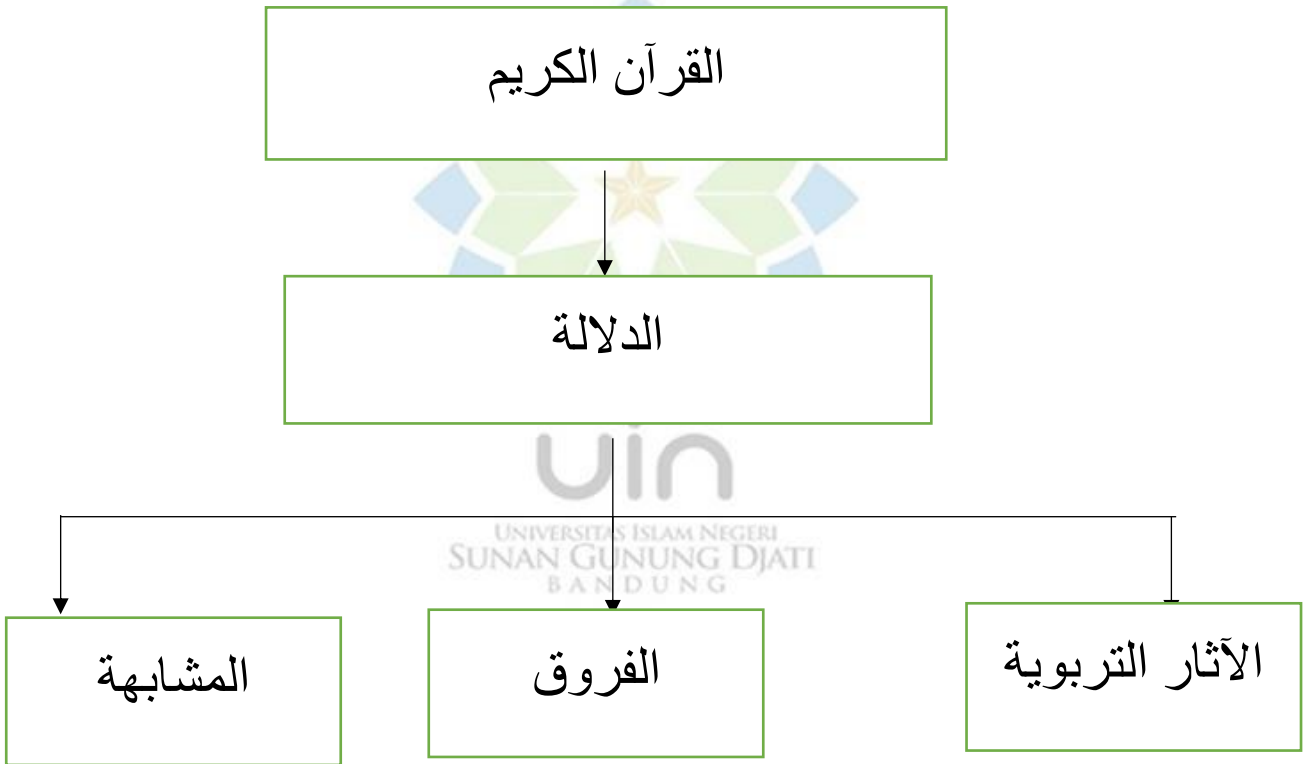 القرآن الكريم
الدلالة
uin
UNIVERSITAS ISLAM NEGERI
SUNAN GUNUNG DJATI
BANDUNG
الآثار التربوية
الفروق
المشابهة